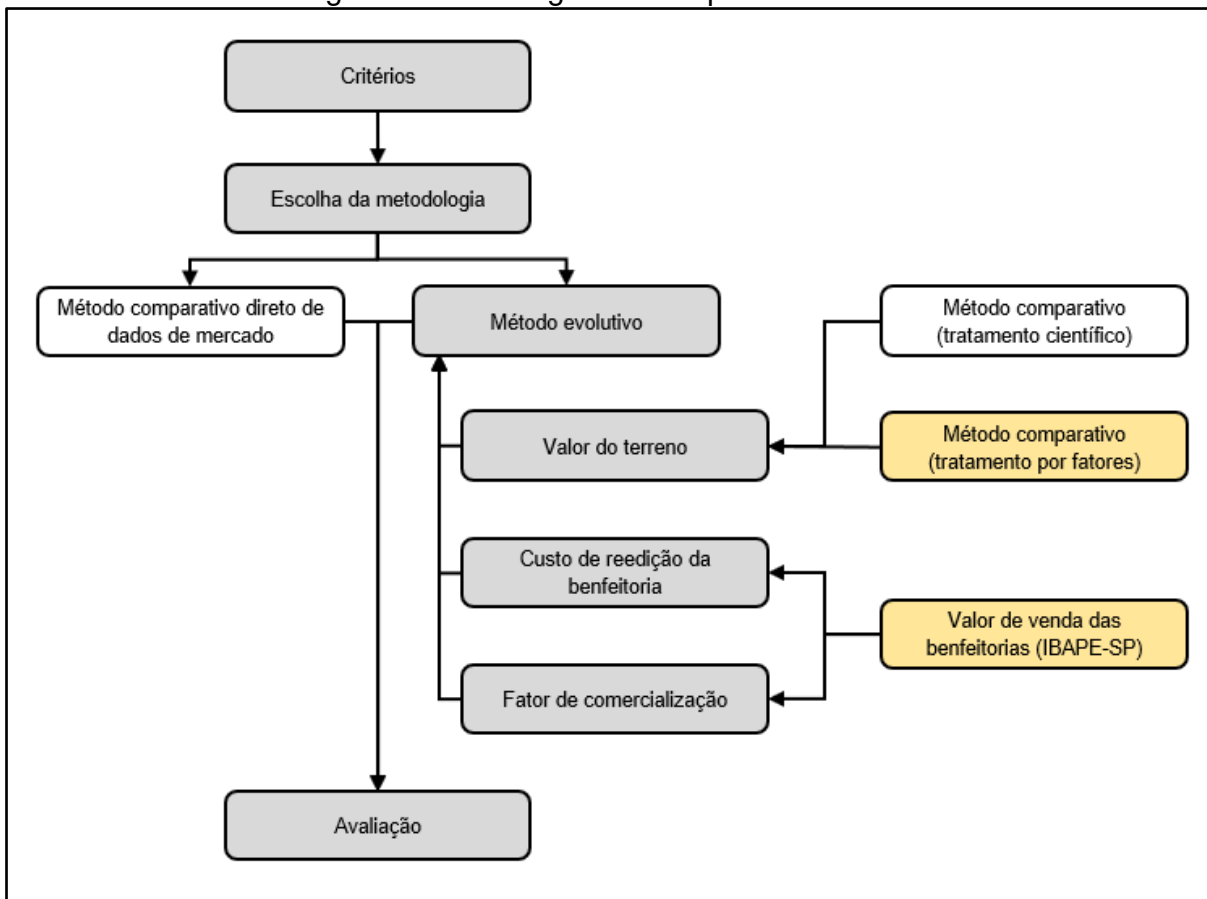 Critérios
Escolha da metodologia
Método comparativo direto de
dados de mercado
Método evolutivo
Método comparativo
(tratamento científico)
Valor do terreno
Método comparativo
(tratamento por fatores)
Custo de reedição da
benfeitoria
Valor de venda das
benfeitorias (IBAPE-SP)
Fator de comercialização
Avaliação